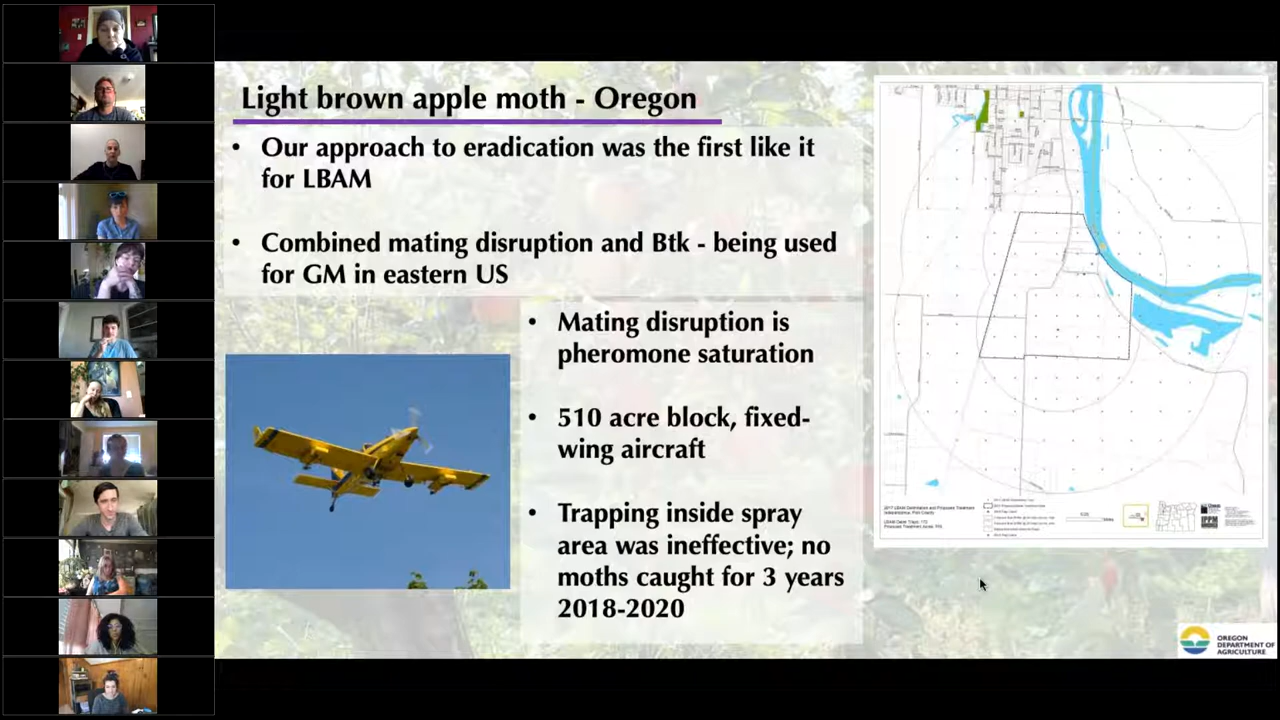 Light brown apple moth - Oregon
• Our approach to eradication was the first like it
for LBAM
• Combined mating disruption and Btk - being used
for GM in eastern US
• Mating disruption is
pheromone saturation
• 510 acre block, fixed-
wing aircraft
• Trapping inside spray
area was ineffective; no
moths caught for 3 years
2018-2020
OREGON
DEPARTMENT OF
AGRICULTURE